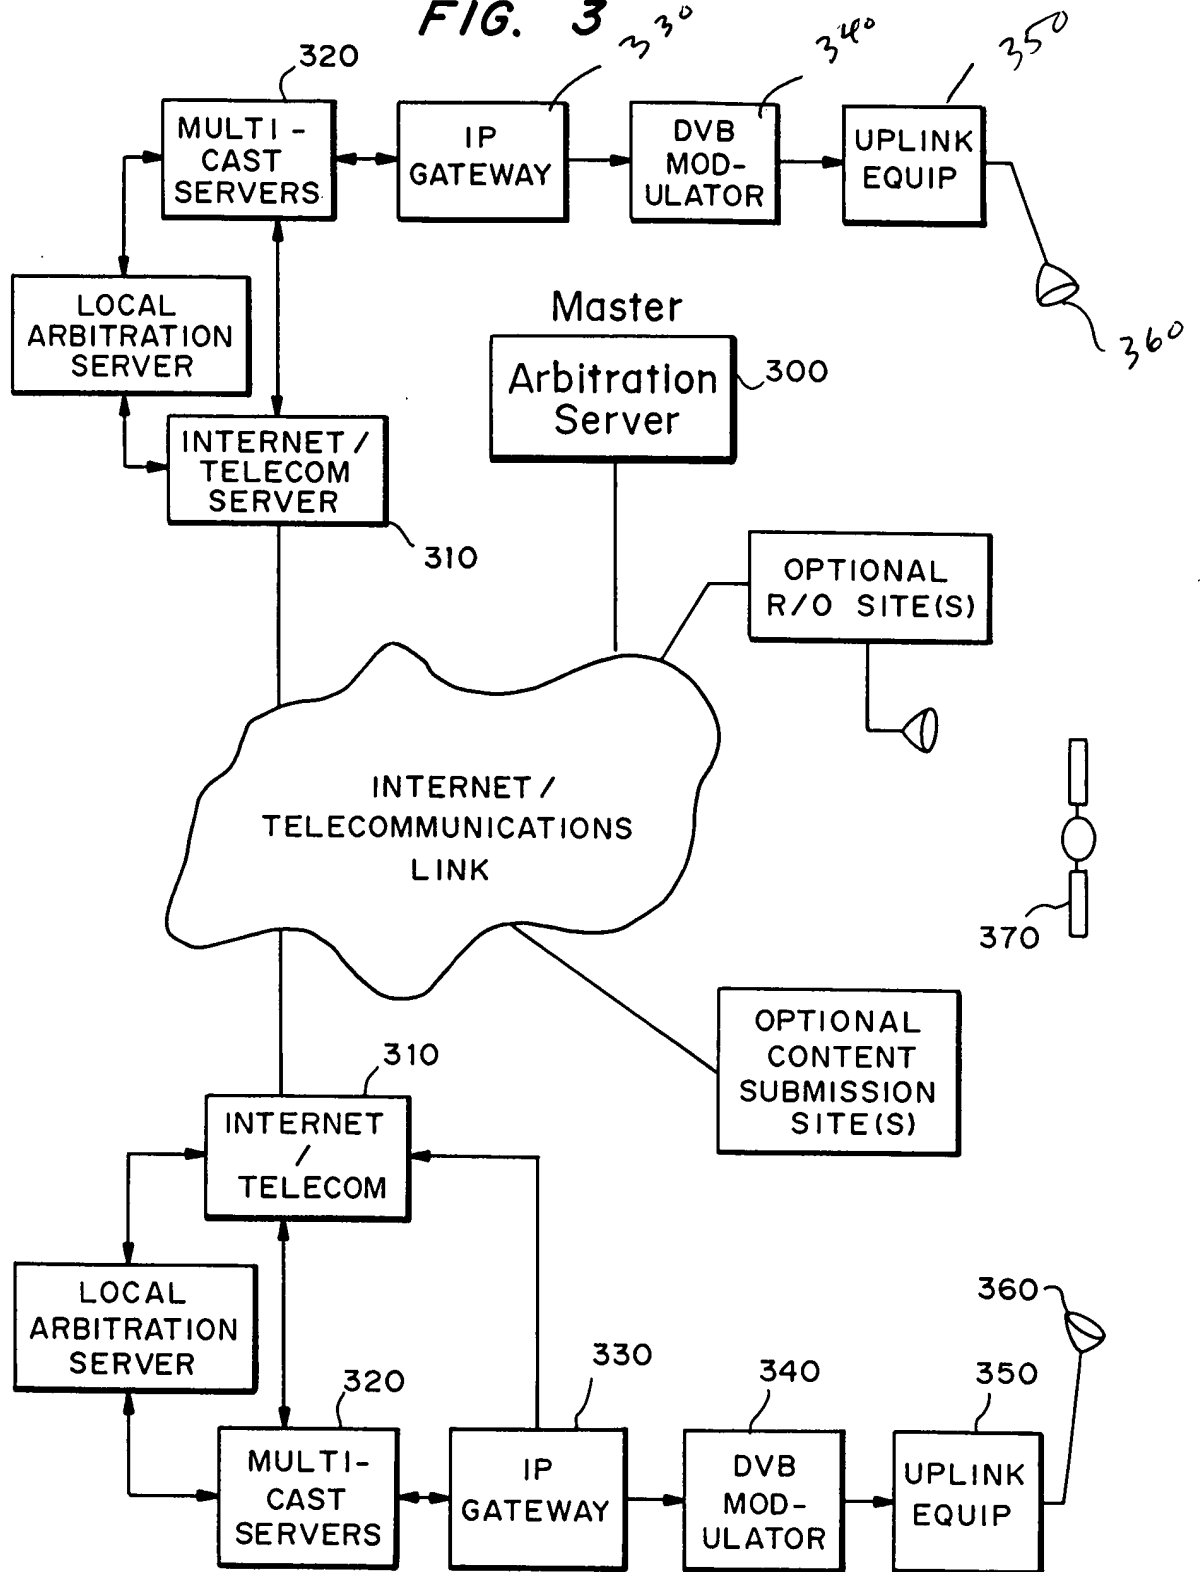 FIG. 3
320
330
340
350
MULTI-
CAST
SERVERS
IP
GATEWAY
DVB
MOD-
ULATOR
UPLINK
EQUIP
360
LOCAL
ARBITRATION
SERVER
Master
Arbitration
Server
300
INTERNET/
TELECOM
SERVER
310
OPTIONAL
R/O SITE(S)
INTERNET/
TELECOMMUNICATIONS
LINK
370
OPTIONAL
CONTENT
SUBMISSION
SITE(S)
310
INTERNET
/
TELECOM
LOCAL
ARBITRATION
SERVER
360
320
330
340
350
MULTI-
CAST
SERVERS
IP
GATEWAY
DVB
MOD-
ULATOR
UPLINK
EQUIP